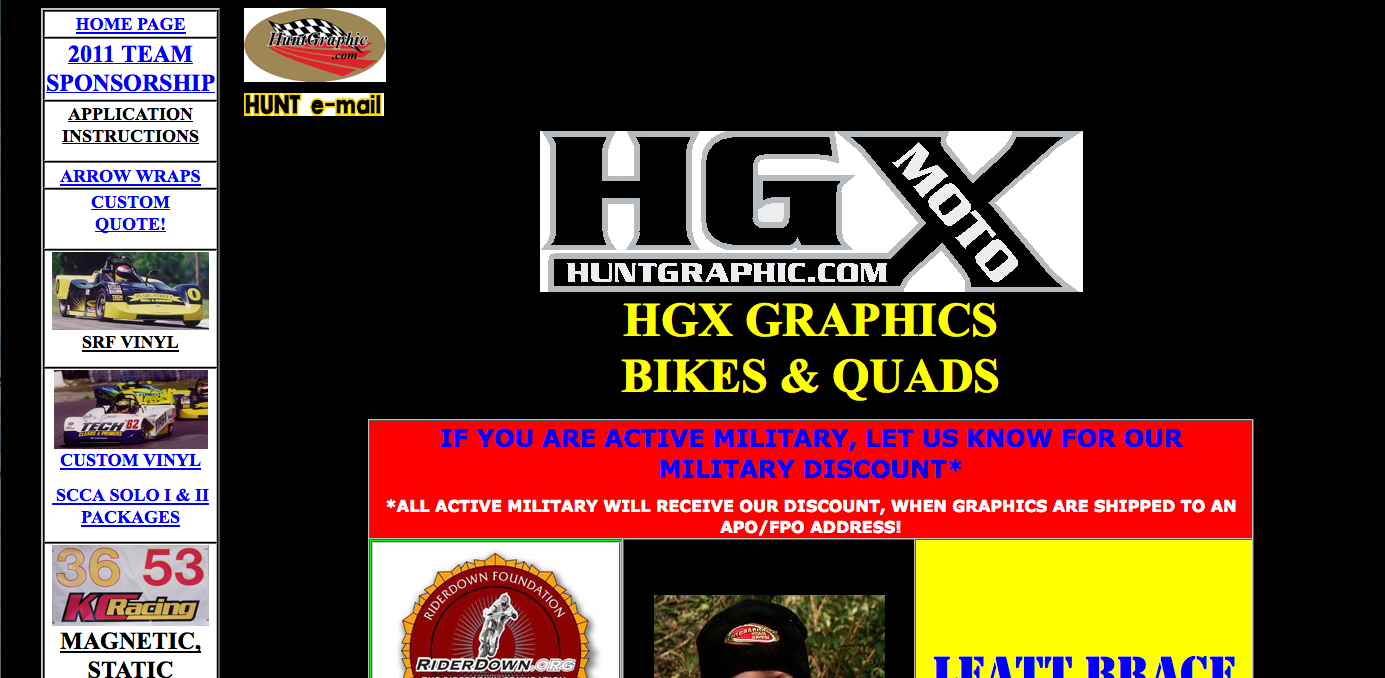 HOME PAGE
2011 TEAM
SPONSORSHIP
APPLICATION
INSTRUCTIONS
ARROW WRAPS
CUSTOM
QUOTE!
SRF VINYL
TECH 82
CUSTOM VINYL
SCCA SOLO I & II
PACKAGES
36 53
KC Racing
MAGNETIC,
STATIC
HuntGraphic
.com
HUNT e-mail
HGX
MOTO
HUNTGRAPHIC.COM
HGX GRAPHICS
BIKES & QUADS
IF YOU ARE ACTIVE MILITARY, LET US KNOW FOR OUR
MILITARY DISCOUNT*
*ALL ACTIVE MILITARY WILL RECEIVE OUR DISCOUNT, WHEN GRAPHICS ARE SHIPPED TO AN
APO/FPO ADDRESS!
RIDERDOWN FOUNDATION
RIDERDOWN.ORG
LEATT BRACE